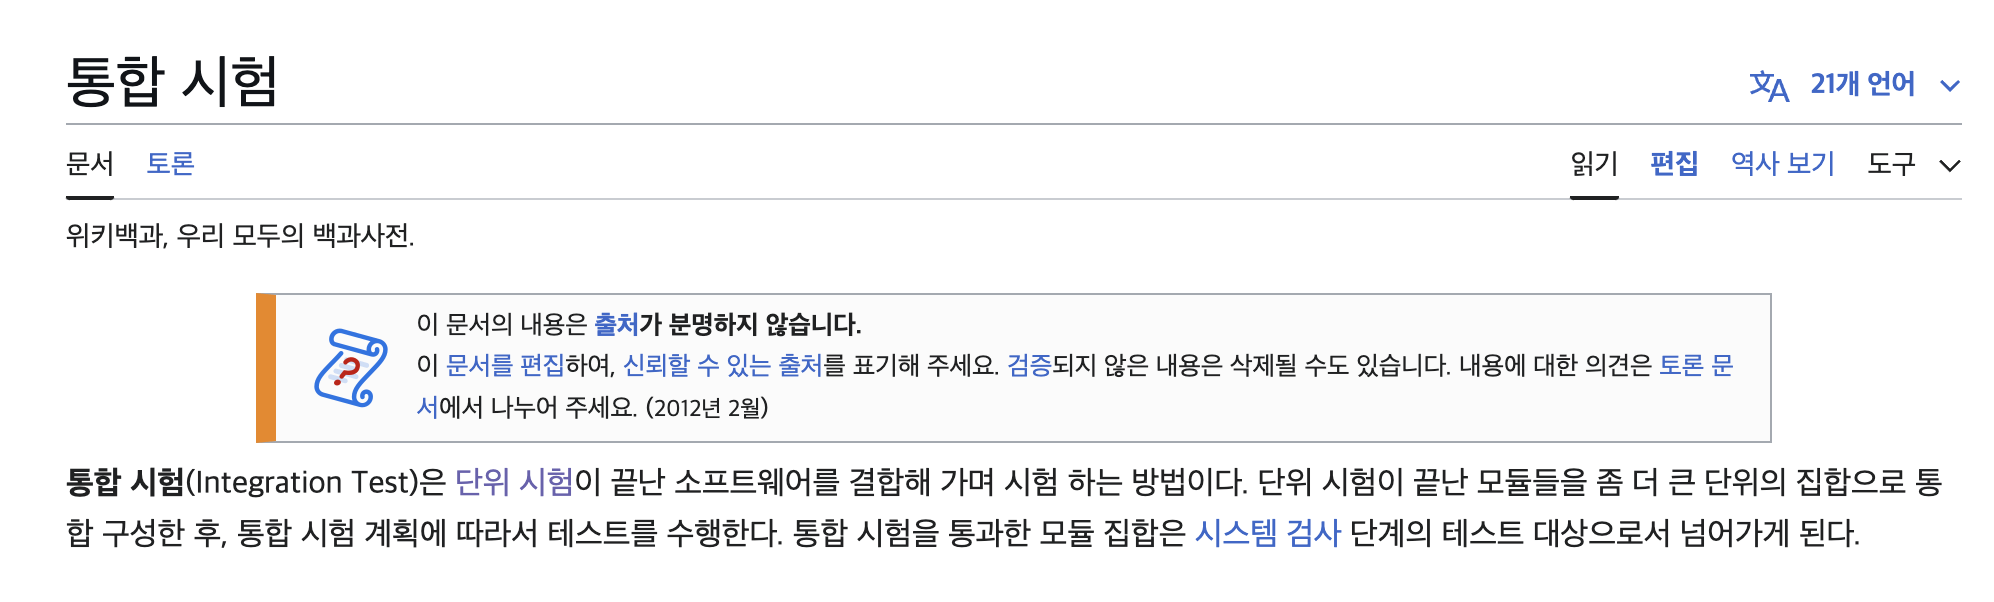 통합 시험
21개 언어
문서 토론
읽기 편집 역사 보기 도구
위키백과, 우리 모두의 백과사전.
이 문서의 내용은 출처가 분명하지 않습니다.
이 문서를 편집하여, 신뢰할 수 있는 출처를 표기해 주세요. 검증되지 않은 내용은 삭제될 수도 있습니다. 내용에 대한 의견은 토론 문
서에서 나누어 주세요. (2012년 2월)
통합 시험(Integration Test)은 단위 시험이 끝난 소프트웨어를 결합해 가며 시험 하는 방법이다. 단위 시험이 끝난 모듈들을 좀 더 큰 단위의 집합으로 통
합 구성한 후, 통합 시험 계획에 따라서 테스트를 수행한다. 통합 시험을 통과한 모듈 집합은 시스템 검사 단계의 테스트 대상으로서 넘어가게 된다.